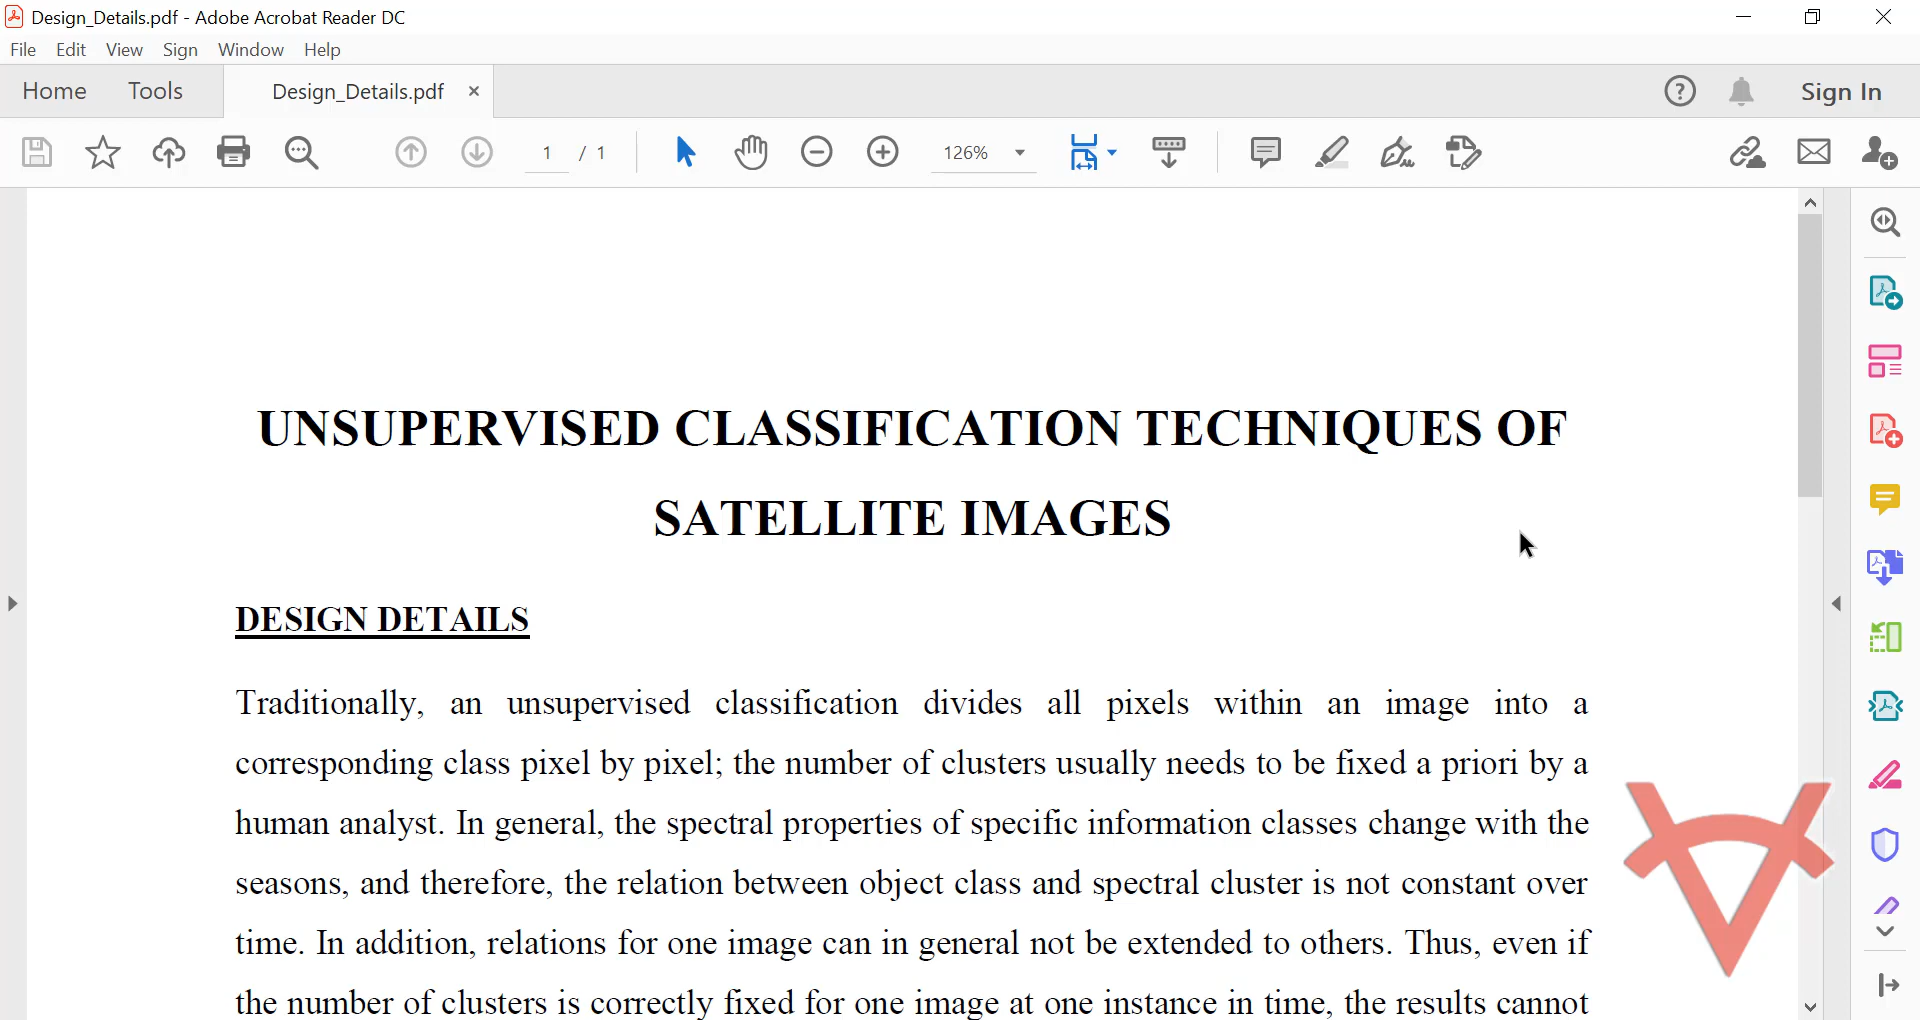 Design_Details.pdf - Adobe Acrobat Reader DC
File Edit View Sign Window Help
Home Tools Design_Details.pdf Sign In
1 / 1 126%
UNSUPERVISED CLASSIFICATION TECHNIQUES OF
SATELLITE IMAGES
DESIGN DETAILS
Traditionally, an unsupervised classification divides all pixels within an image into a
corresponding class pixel by pixel; the number of clusters usually needs to be fixed a priori by a
human analyst. In general, the spectral properties of specific information classes change with the
seasons, and therefore, the relation between object class and spectral cluster is not constant over
time. In addition, relations for one image can in general not be extended to others. Thus, even if
the number of clusters is correctly fixed for one image at one instance in time, the results cannot